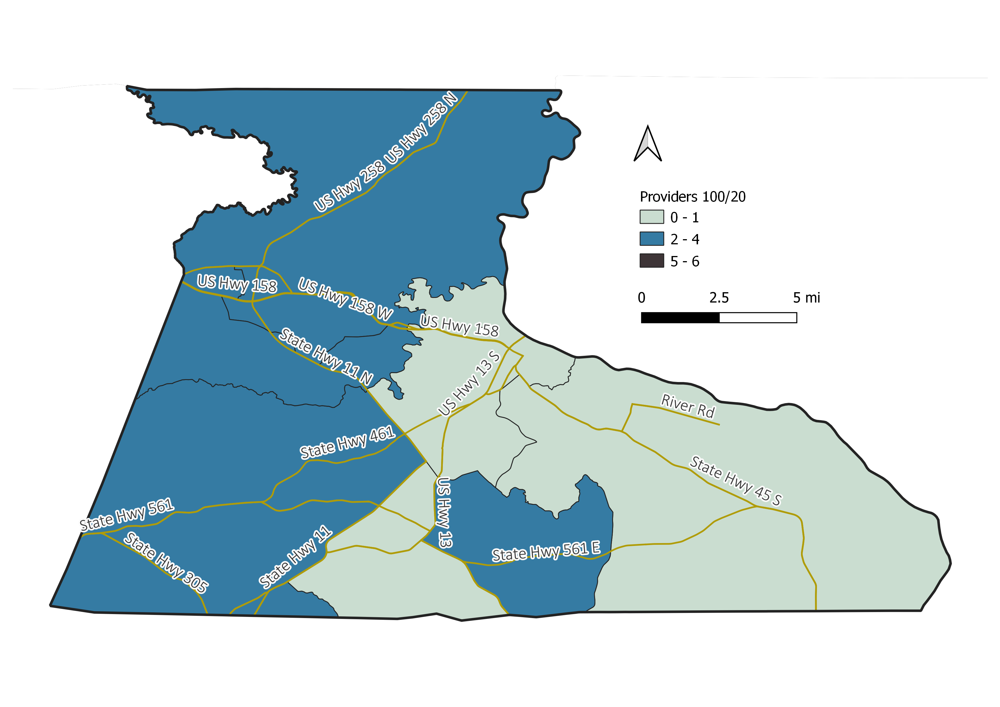 US Hwy 258 N
US Hwy 258
Providers 100/20
0 - 1
2 - 4
5 - 6
US Hwy 158
US Hwy 158 W
0 2.5 5 mi
US Hwy 158
State Hwy 11 N
US Hwy 13 S
River Rd
State Hwy 461
State Hwy 45 S
US Hwy 13
State Hwy 561
State Hwy 11
State Hwy 561 E
State Hwy 305